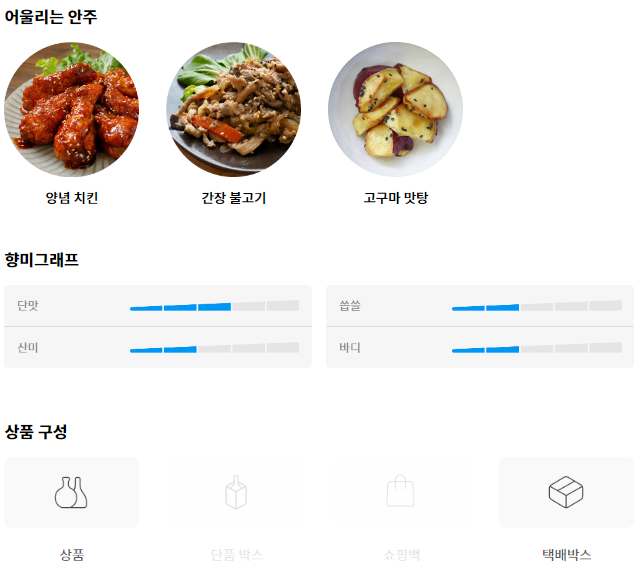 어울리는 안주
양념 치킨
간장 불고기
고구마 맛탕
향미그래프
단맛
씁쓸
산미
바디
상품 구성
상품
단품 박스
쇼핑백
택배박스